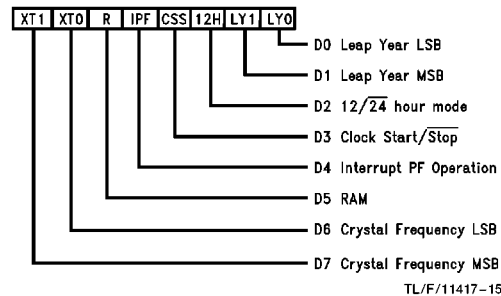 XT1 XT0 R IPF CSS 12H LY1 LY0
D0 Leap Year LSB
D1 Leap Year MSB
D2 12/24 hour mode
D3 Clock Start/Stop
D4 Interrupt PF Operation
D5 RAM
D6 Crystal Frequency LSB
D7 Crystal Frequency MSB
TL/F/11417-15